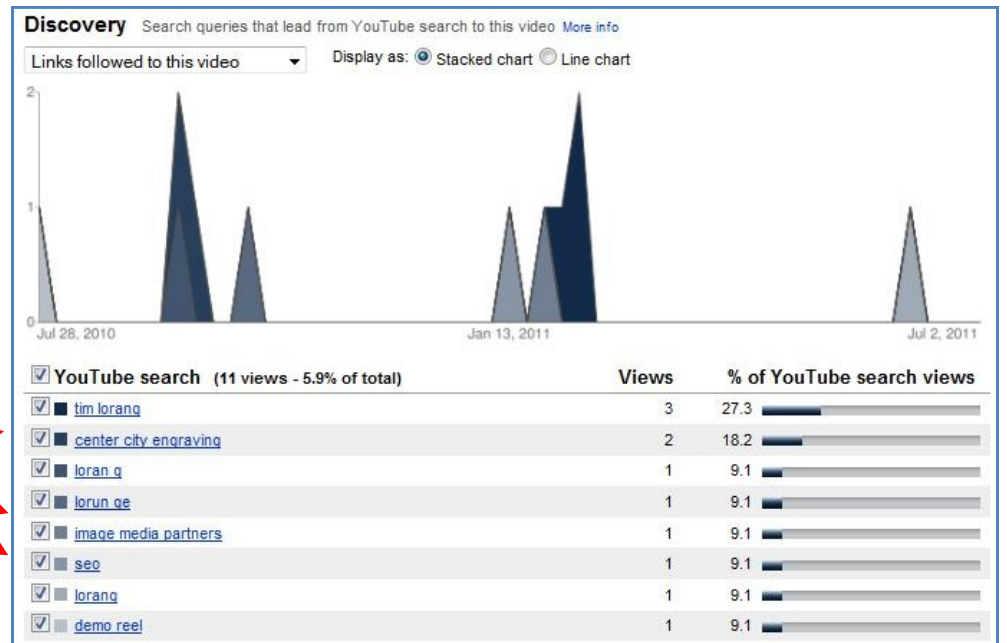 Discovery Search queries that lead from YouTube search to this video More info
Links followed to this video Display as: Stacked chart Line chart
2
1
0
Jul 28, 2010 Jan 13, 2011 Jul 2, 2011
YouTube search (11 views - 5.9% of total) Views % of YouTube search views
tim lorang 3 27.3
center city engraving 2 18.2
loran g 1 9.1
lorun ge 1 9.1
image media partners 1 9.1
seo 1 9.1
lorang 1 9.1
demo reel 1 9.1